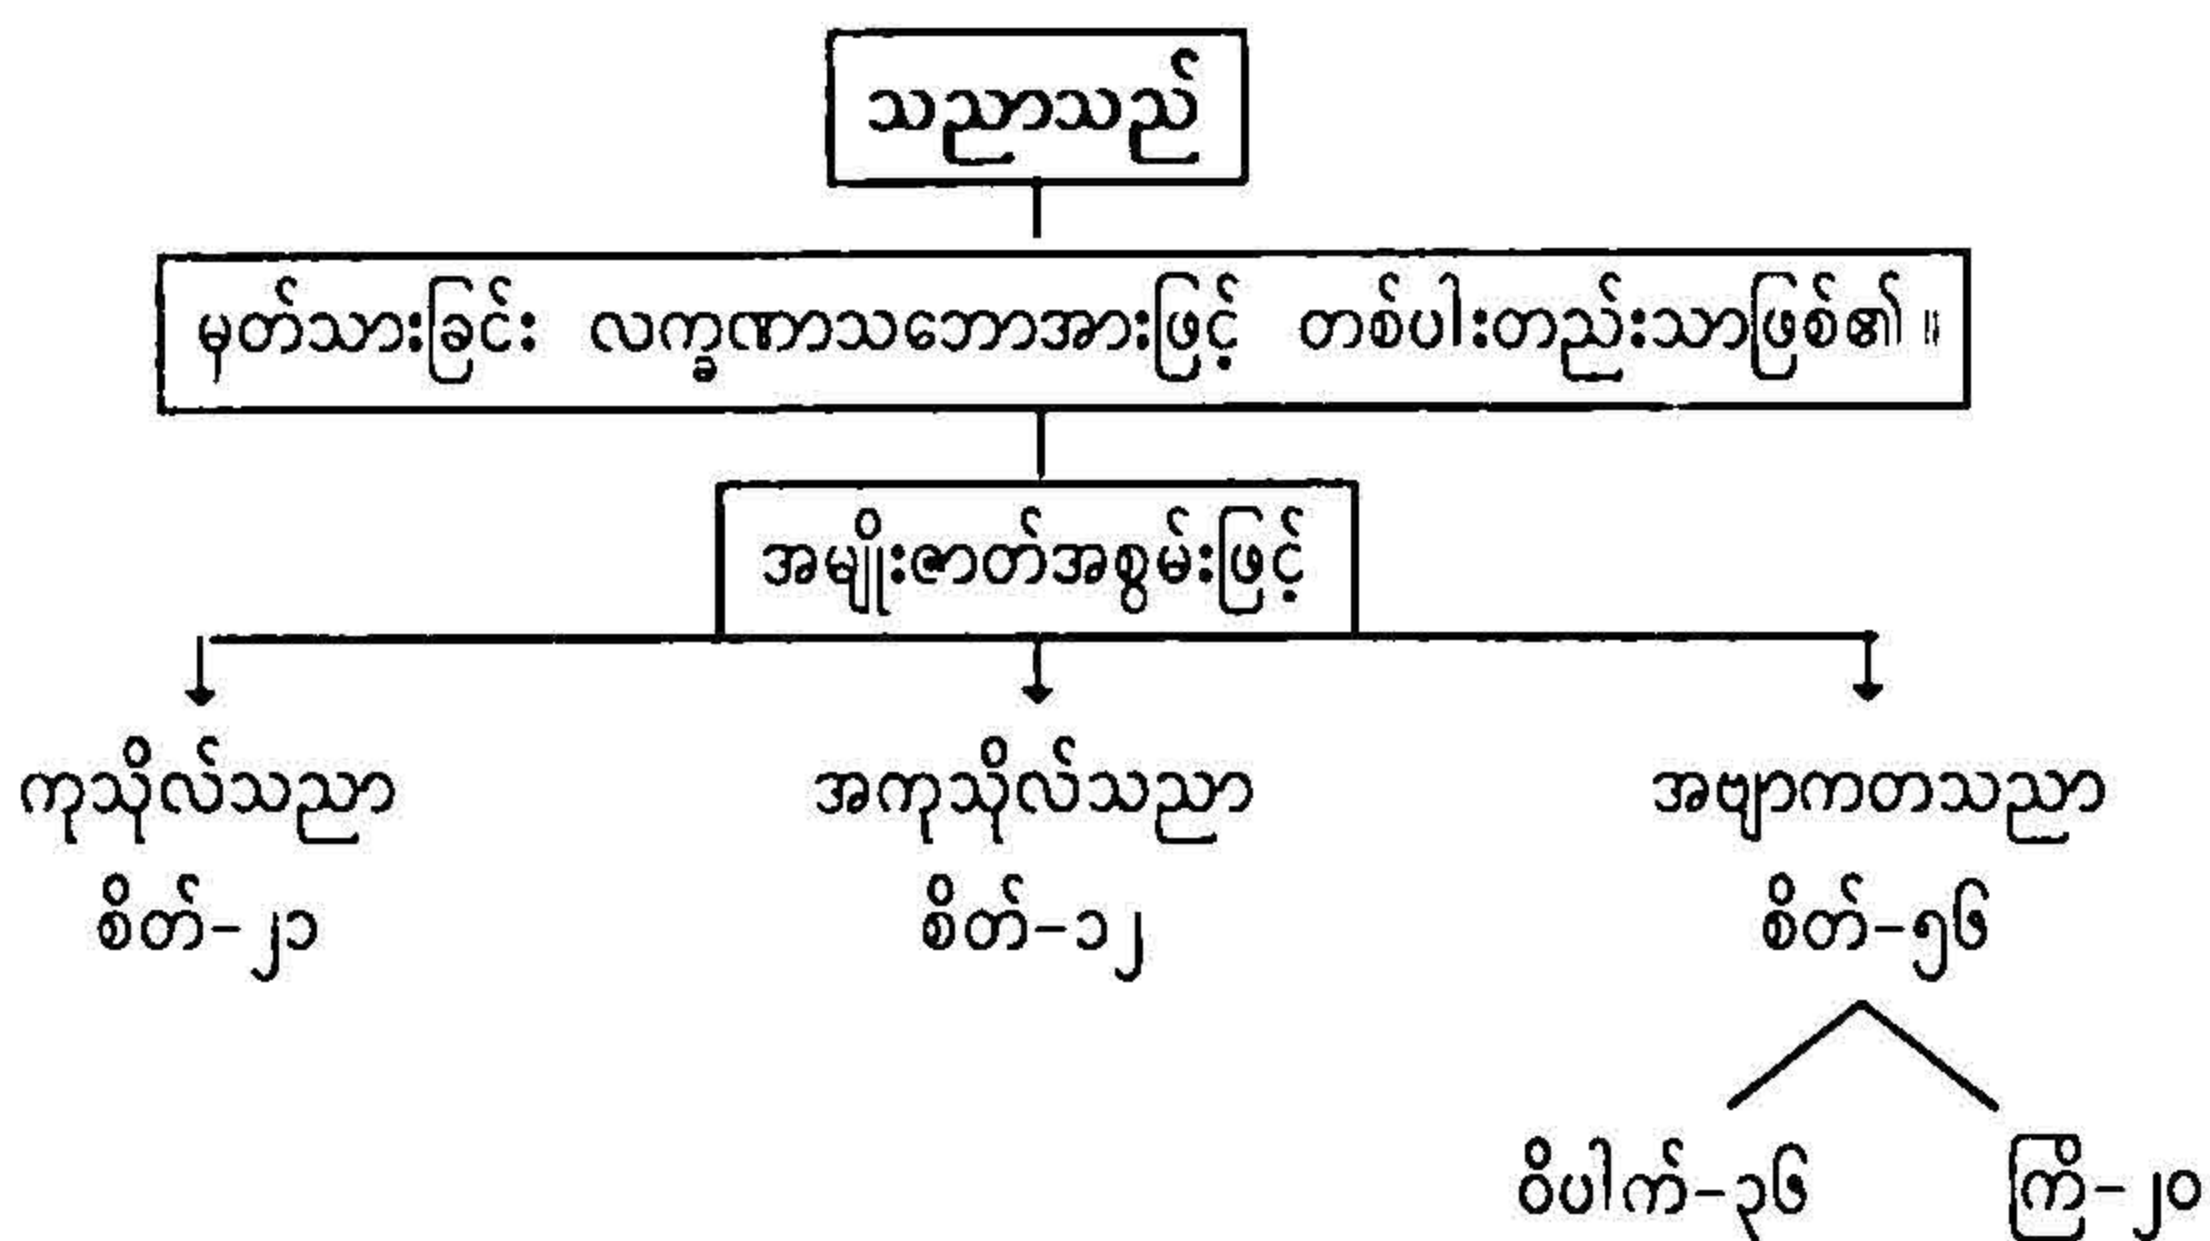 သညာသည်
မှတ်သားခြင်း လက္ခဏာသဘောအားဖြင့် တစ်ပါးတည်းသာဖြစ်၏။
အမျိုးဇာတ်အစွမ်းဖြင့်
ကုသိုလ်သညာ အကုသိုလ်သညာ အဗျာကတသညာ
စိတ်-၂၁ စိတ်-၁၂ စိတ်-၅၆
ဝိပါက်-၃၆ ကြိ-၂၀